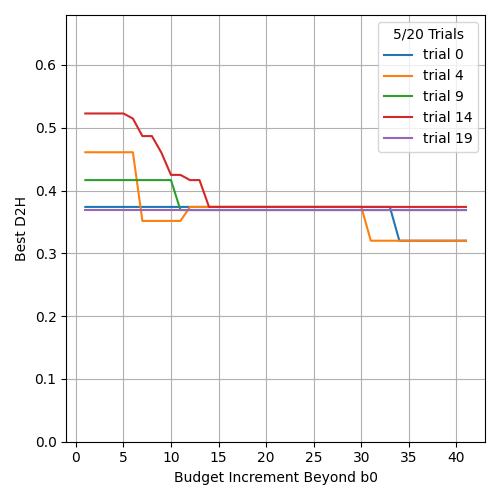 5/20 Trials
trial 0
trial 4
trial 9
trial 14
trial 19
Best D2H
0.6
0.5
0.4
0.3
0.2
0.1
0.0
0 5 10 15 20 25 30 35 40
Budget Increment Beyond b0